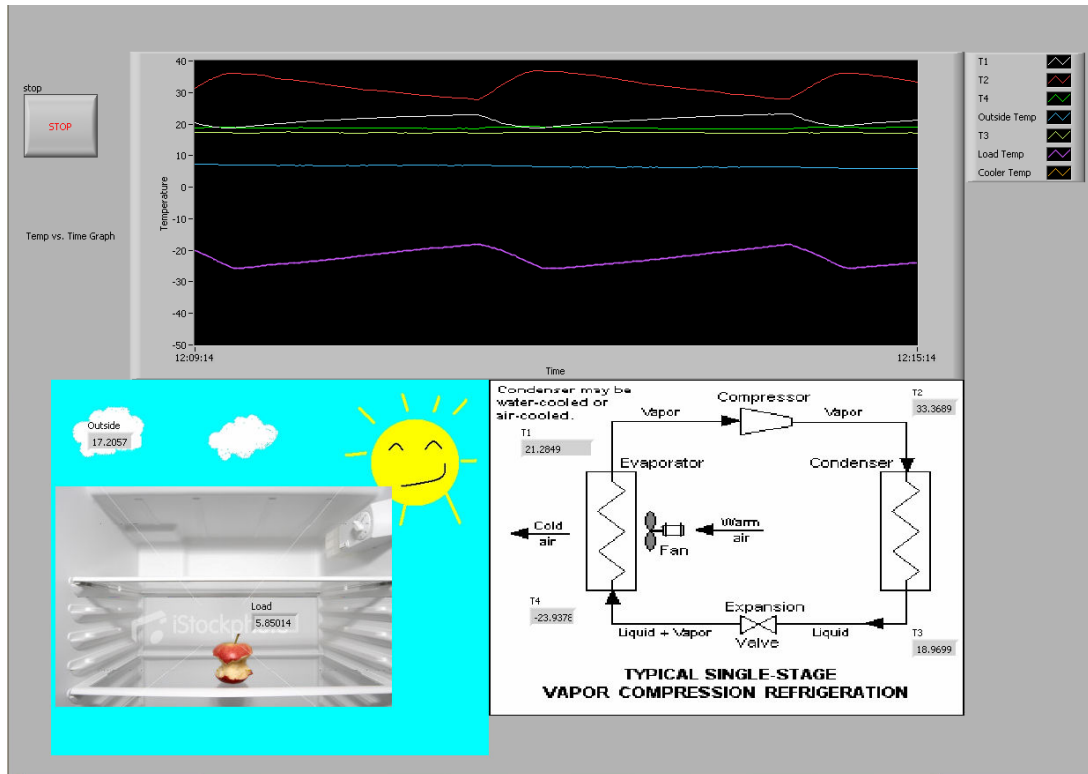 stop
STOP
Temp vs. Time Graph
Temperature
40
30
20
10
0
-10
-20
-30
-40
-50
12:09:14
12:15:14
Time
T1
T2
T4
Outside Temp
T3
Load Temp
Cooler Temp
Outside
17.2057
Load
5.85014
Condenser may be
water-cooled or
air-cooled.
T1
21.2849
Vapor
Compressor
Vapor
T2
33.3689
Evaporator
Condenser
Cold
air
Fan
Warm
air
T4
-23.9378
Liquid + Vapor
Expansion
Valve
Liquid
T3
18.9699
TYPICAL SINGLE-STAGE
VAPOR COMPRESSION REFRIGERATION